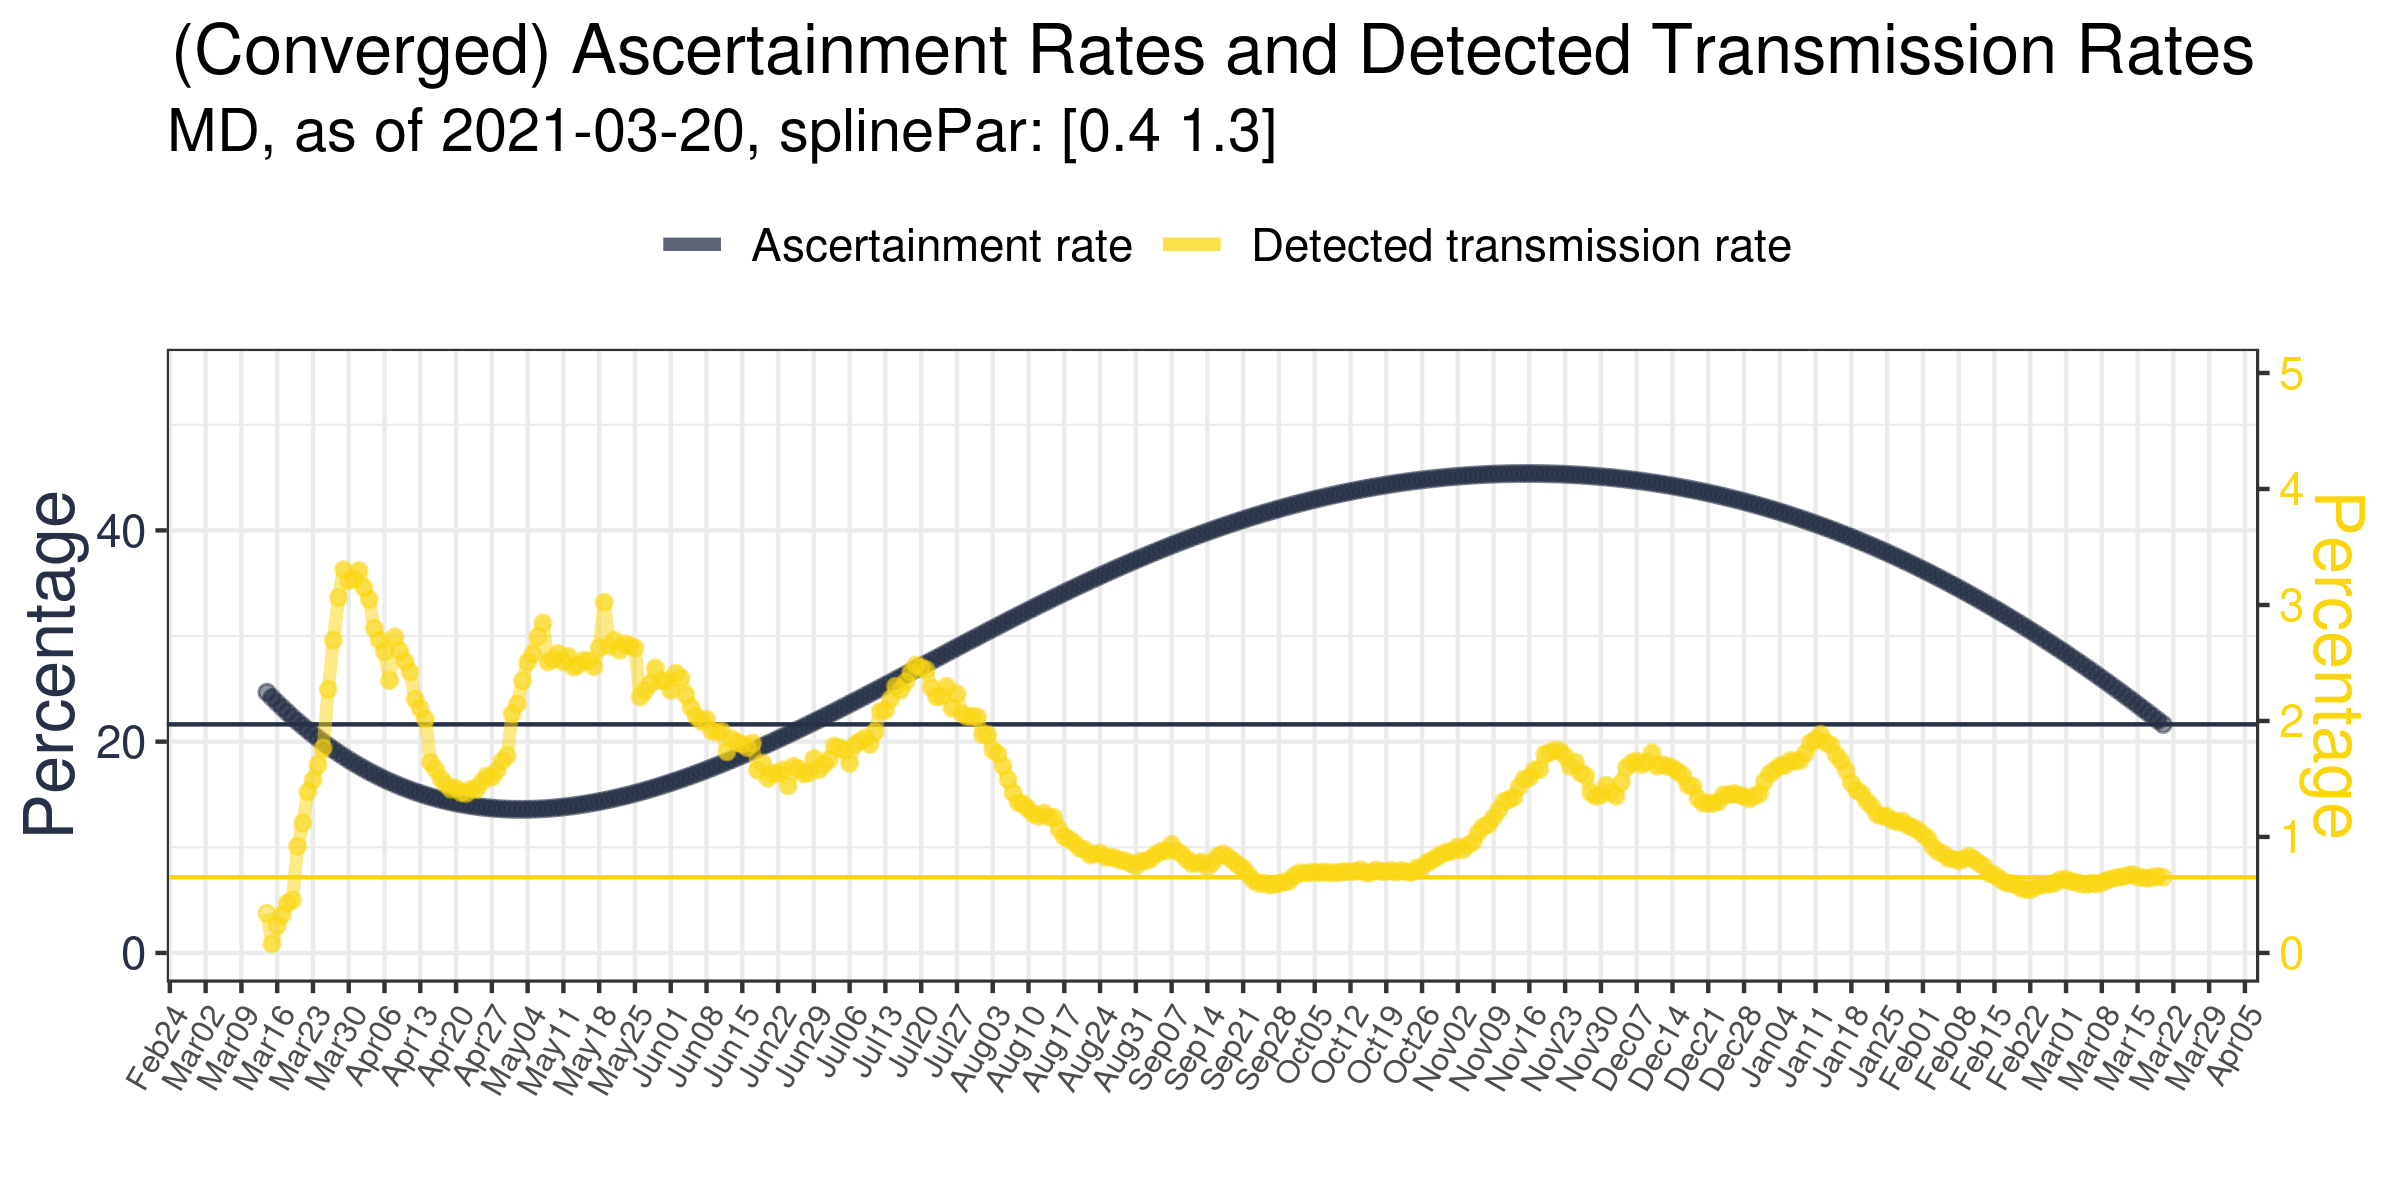 (Converged) Ascertainment Rates and Detected Transmission Rates
MD, as of 2021-03-20, splinePar: [0.4 1.3]
Ascertainment rate Detected transmission rate
Percentage
40
20
0
5
4
3
2
1
0
Percentage
Feb24 Mar02 Mar09 Mar16 Mar23 Mar30 Apr06 Apr13 Apr20 Apr27 May04 May11 May18 May25 Jun01 Jun08 Jun15 Jun22 Jun29 Jul06 Jul13 Jul20 Jul27 Aug03 Aug10 Aug17 Aug24 Aug31 Sep07 Sep14 Sep21 Sep28 Oct05 Oct12 Oct19 Oct26 Nov02 Nov09 Nov16 Nov23 Nov30 Dec07 Dec14 Dec21 Dec28 Jan04 Jan11 Jan18 Jan25 Feb01 Feb08 Feb15 Feb22 Mar01 Mar08 Mar15 Mar22 Mar29 Apr05